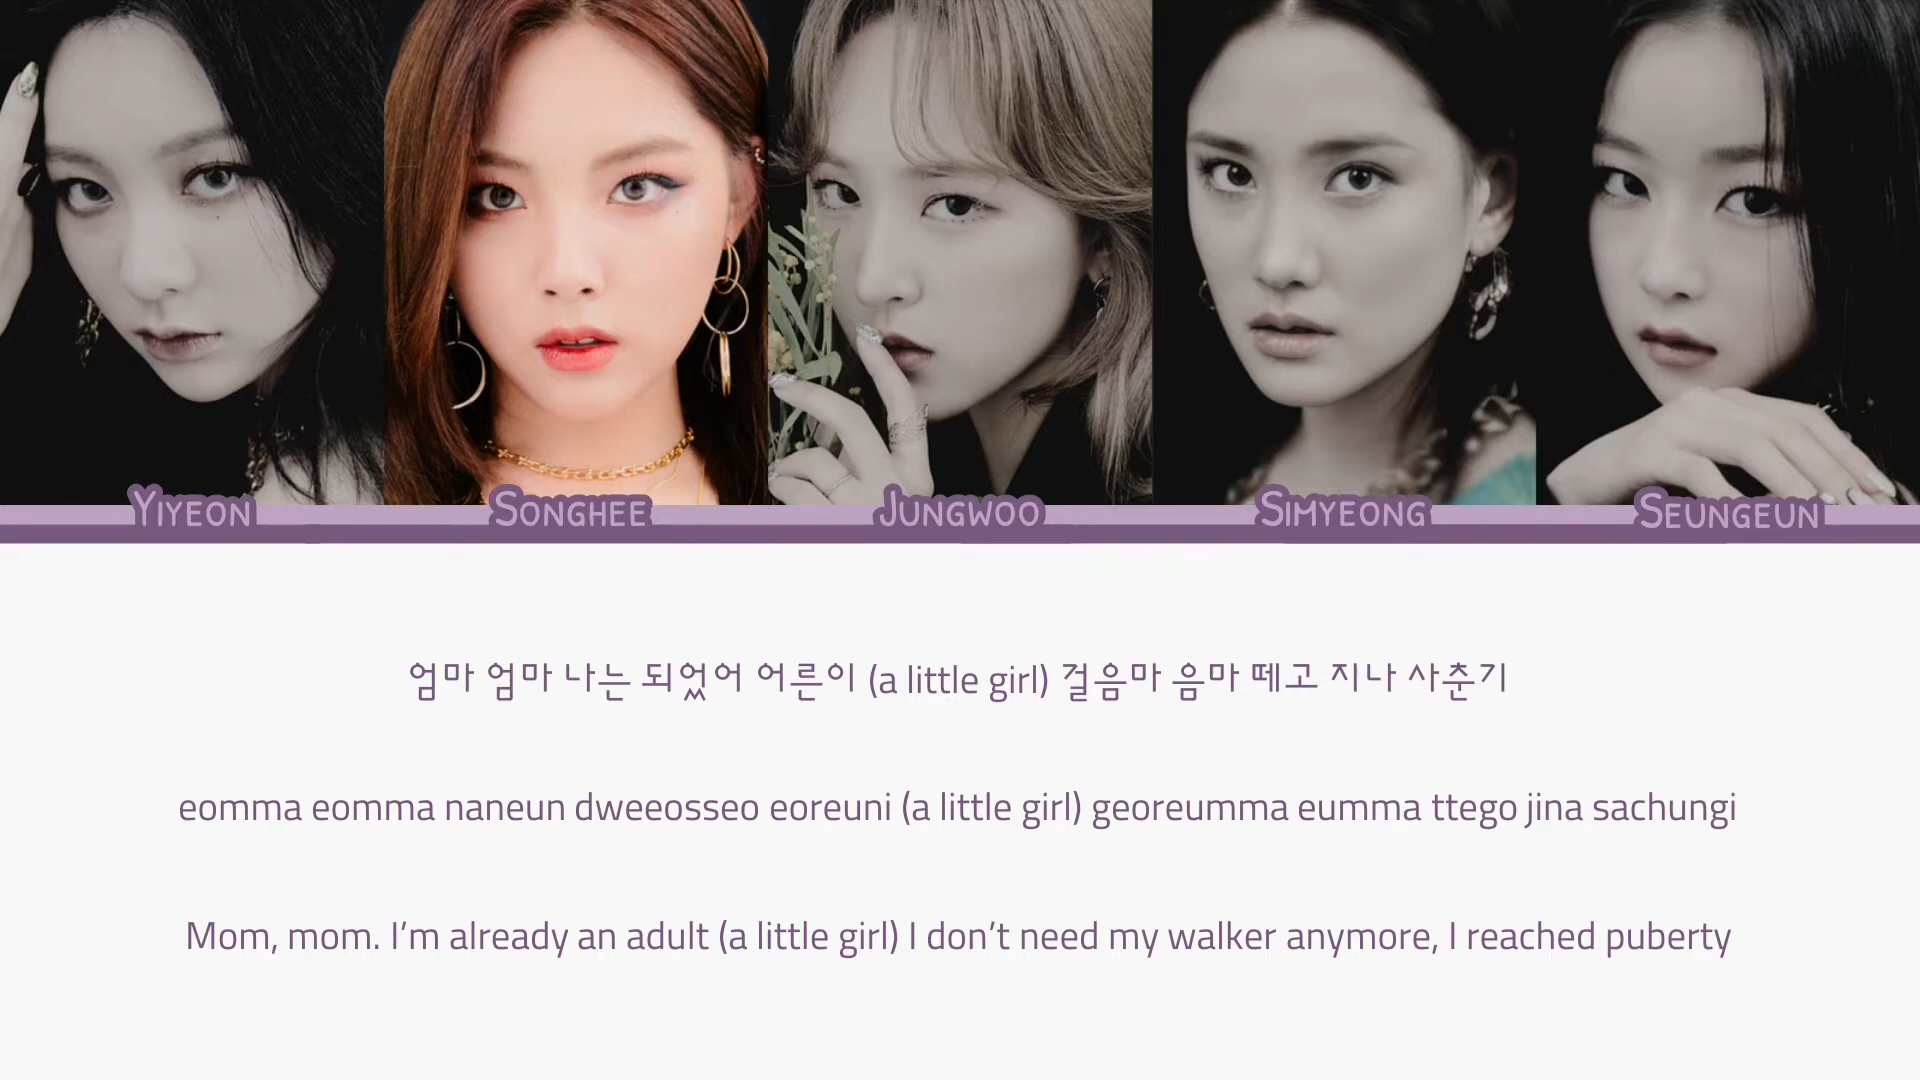 Yiyeon Songhee Jungwoo Simyeong Seungeun
엄마 엄마 나는 되었어 어른이 (a little girl) 걸음마 음마 떼고 지나 사춘기
eomma eomma naneun dweeosseo eoreuni (a little girl) georeumma eumma ttego jina sachungi
Mom, mom. I’m already an adult (a little girl) I don’t need my walker anymore, I reached puberty